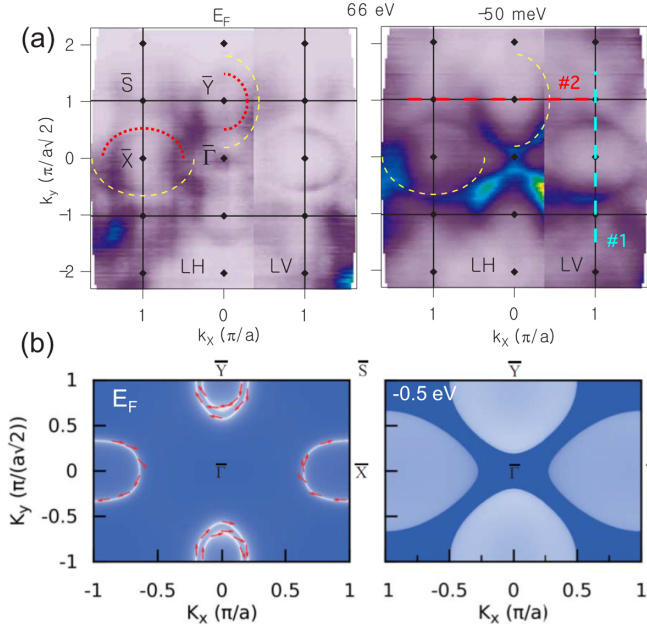 (a)
E_F
66 eV
-50 meV
2
1
0
-1
-2
k_y (π/a√2)
S̄
Ȳ
X̄
Γ̄
LH
LV
#2
#1
LH
LV
1
0
1
1
0
1
k_x (π/a)
k_x (π/a)
(b)
Ȳ
S̄
Ȳ
E_F
-0.5 eV
1
0.5
0
-0.5
-1
K_y (π/(a√2))
Γ̄
X̄
Γ̄
1
-0.5
0
0.5
1
1
-0.5
0
0.5
1
K_x (π/a)
K_x (π/a)